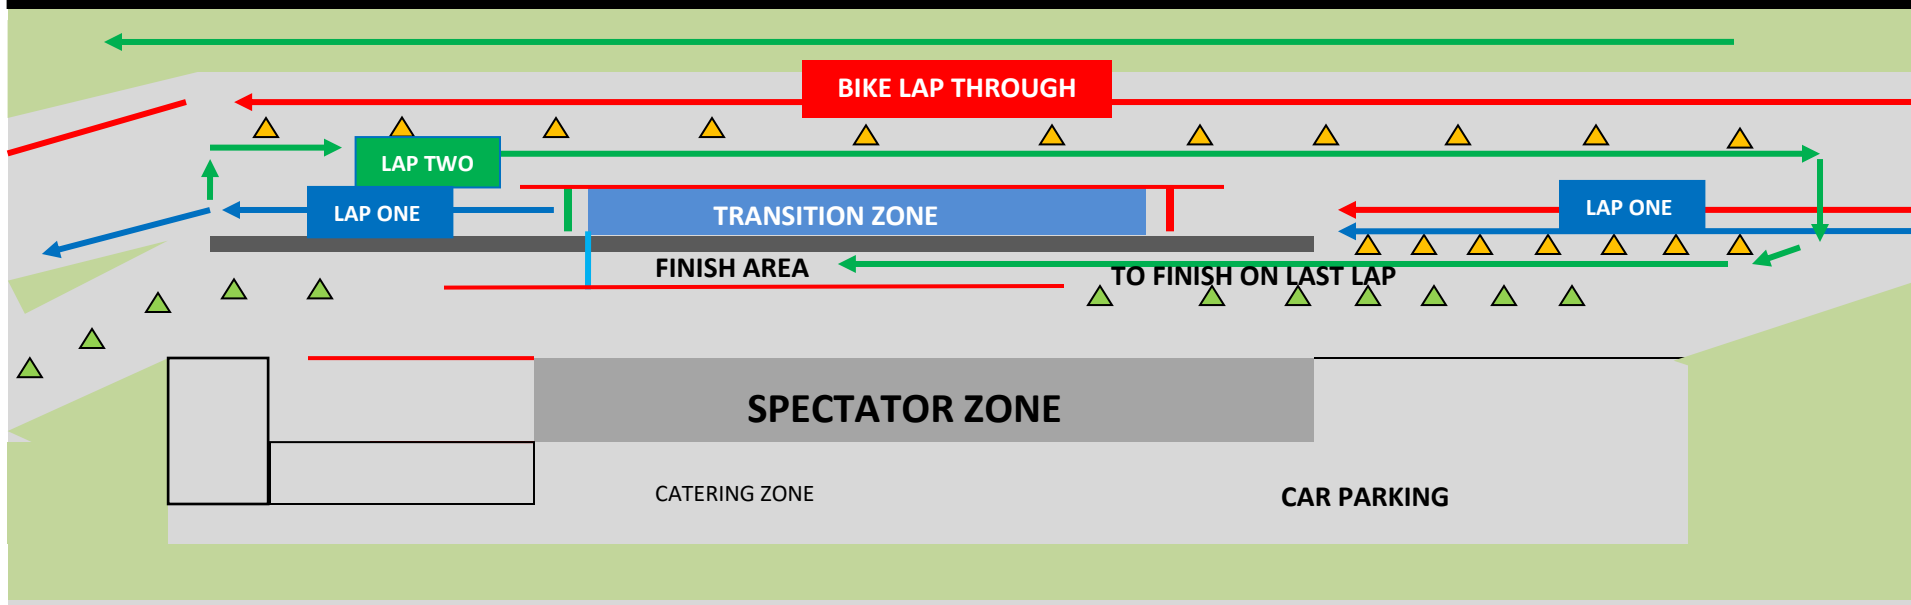 BIKE LAP THROUGH
LAP TWO
LAP ONE
TRANSITION ZONE
LAP ONE
FINISH AREA
TO FINISH ON LAST LAP
SPECTATOR ZONE
CATERING ZONE
CAR PARKING